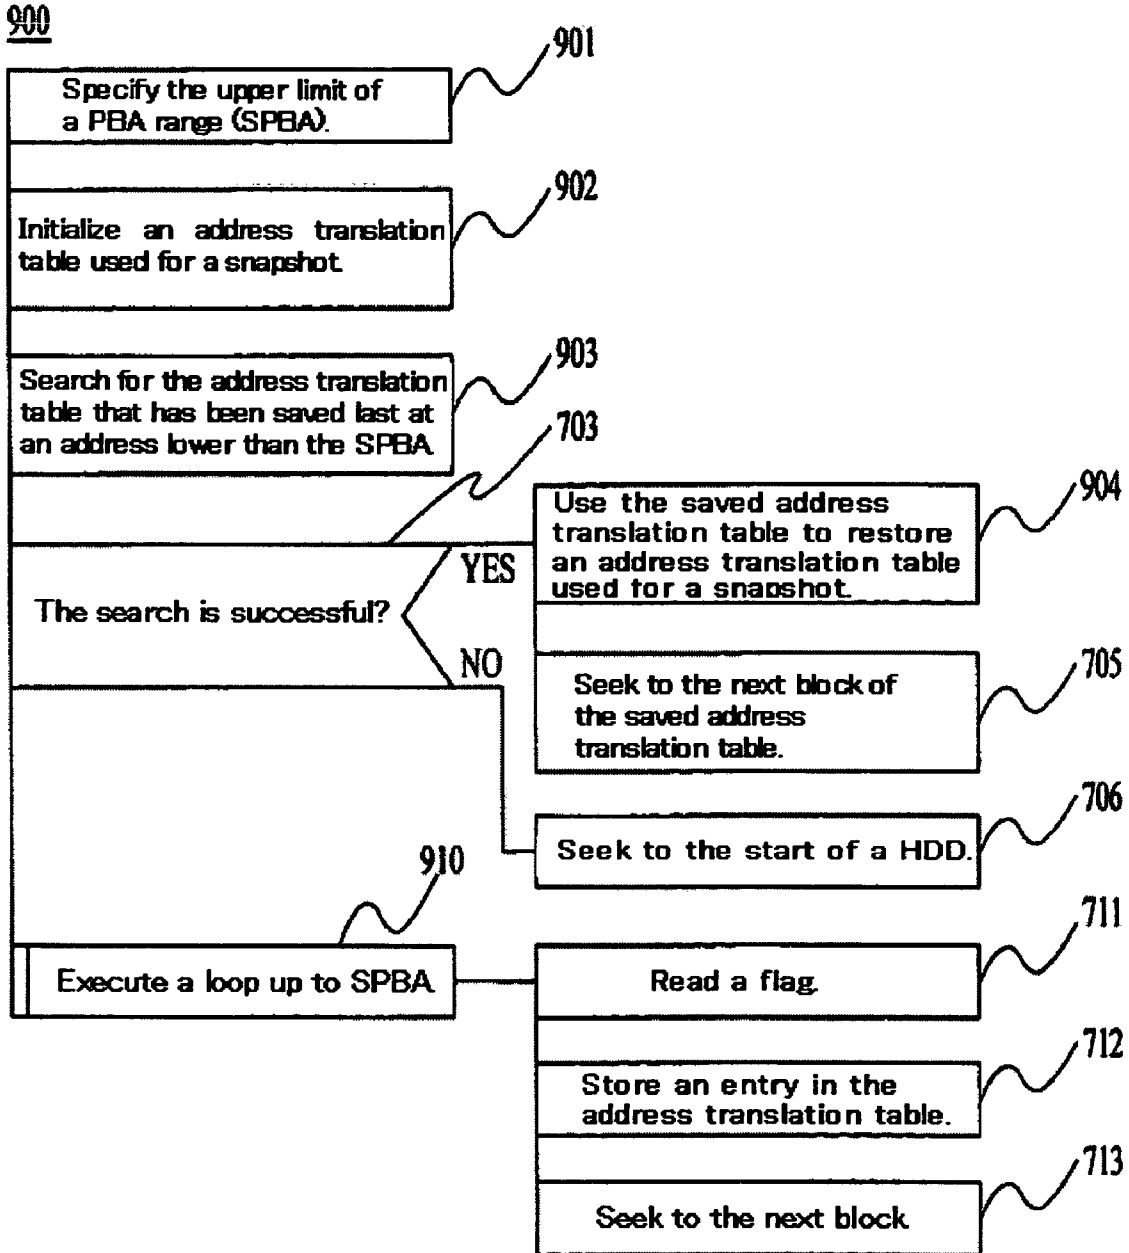 900
901
Specify the upper limit of
a PBA range (SPBA).
902
Initialize an address translation
table used for a snapshot.
903
Search for the address translation
table that has been saved last at
an address lower than the SPBA.
703
The search is successful?
YES
NO
904
Use the saved address
translation table to restore
an address translation table
used for a snapshot.
705
Seek to the next block of
the saved address
translation table.
706
Seek to the start of a HDD.
910
Execute a loop up to SPBA.
711
Read a flag.
712
Store an entry in the
address translation table.
713
Seek to the next block.